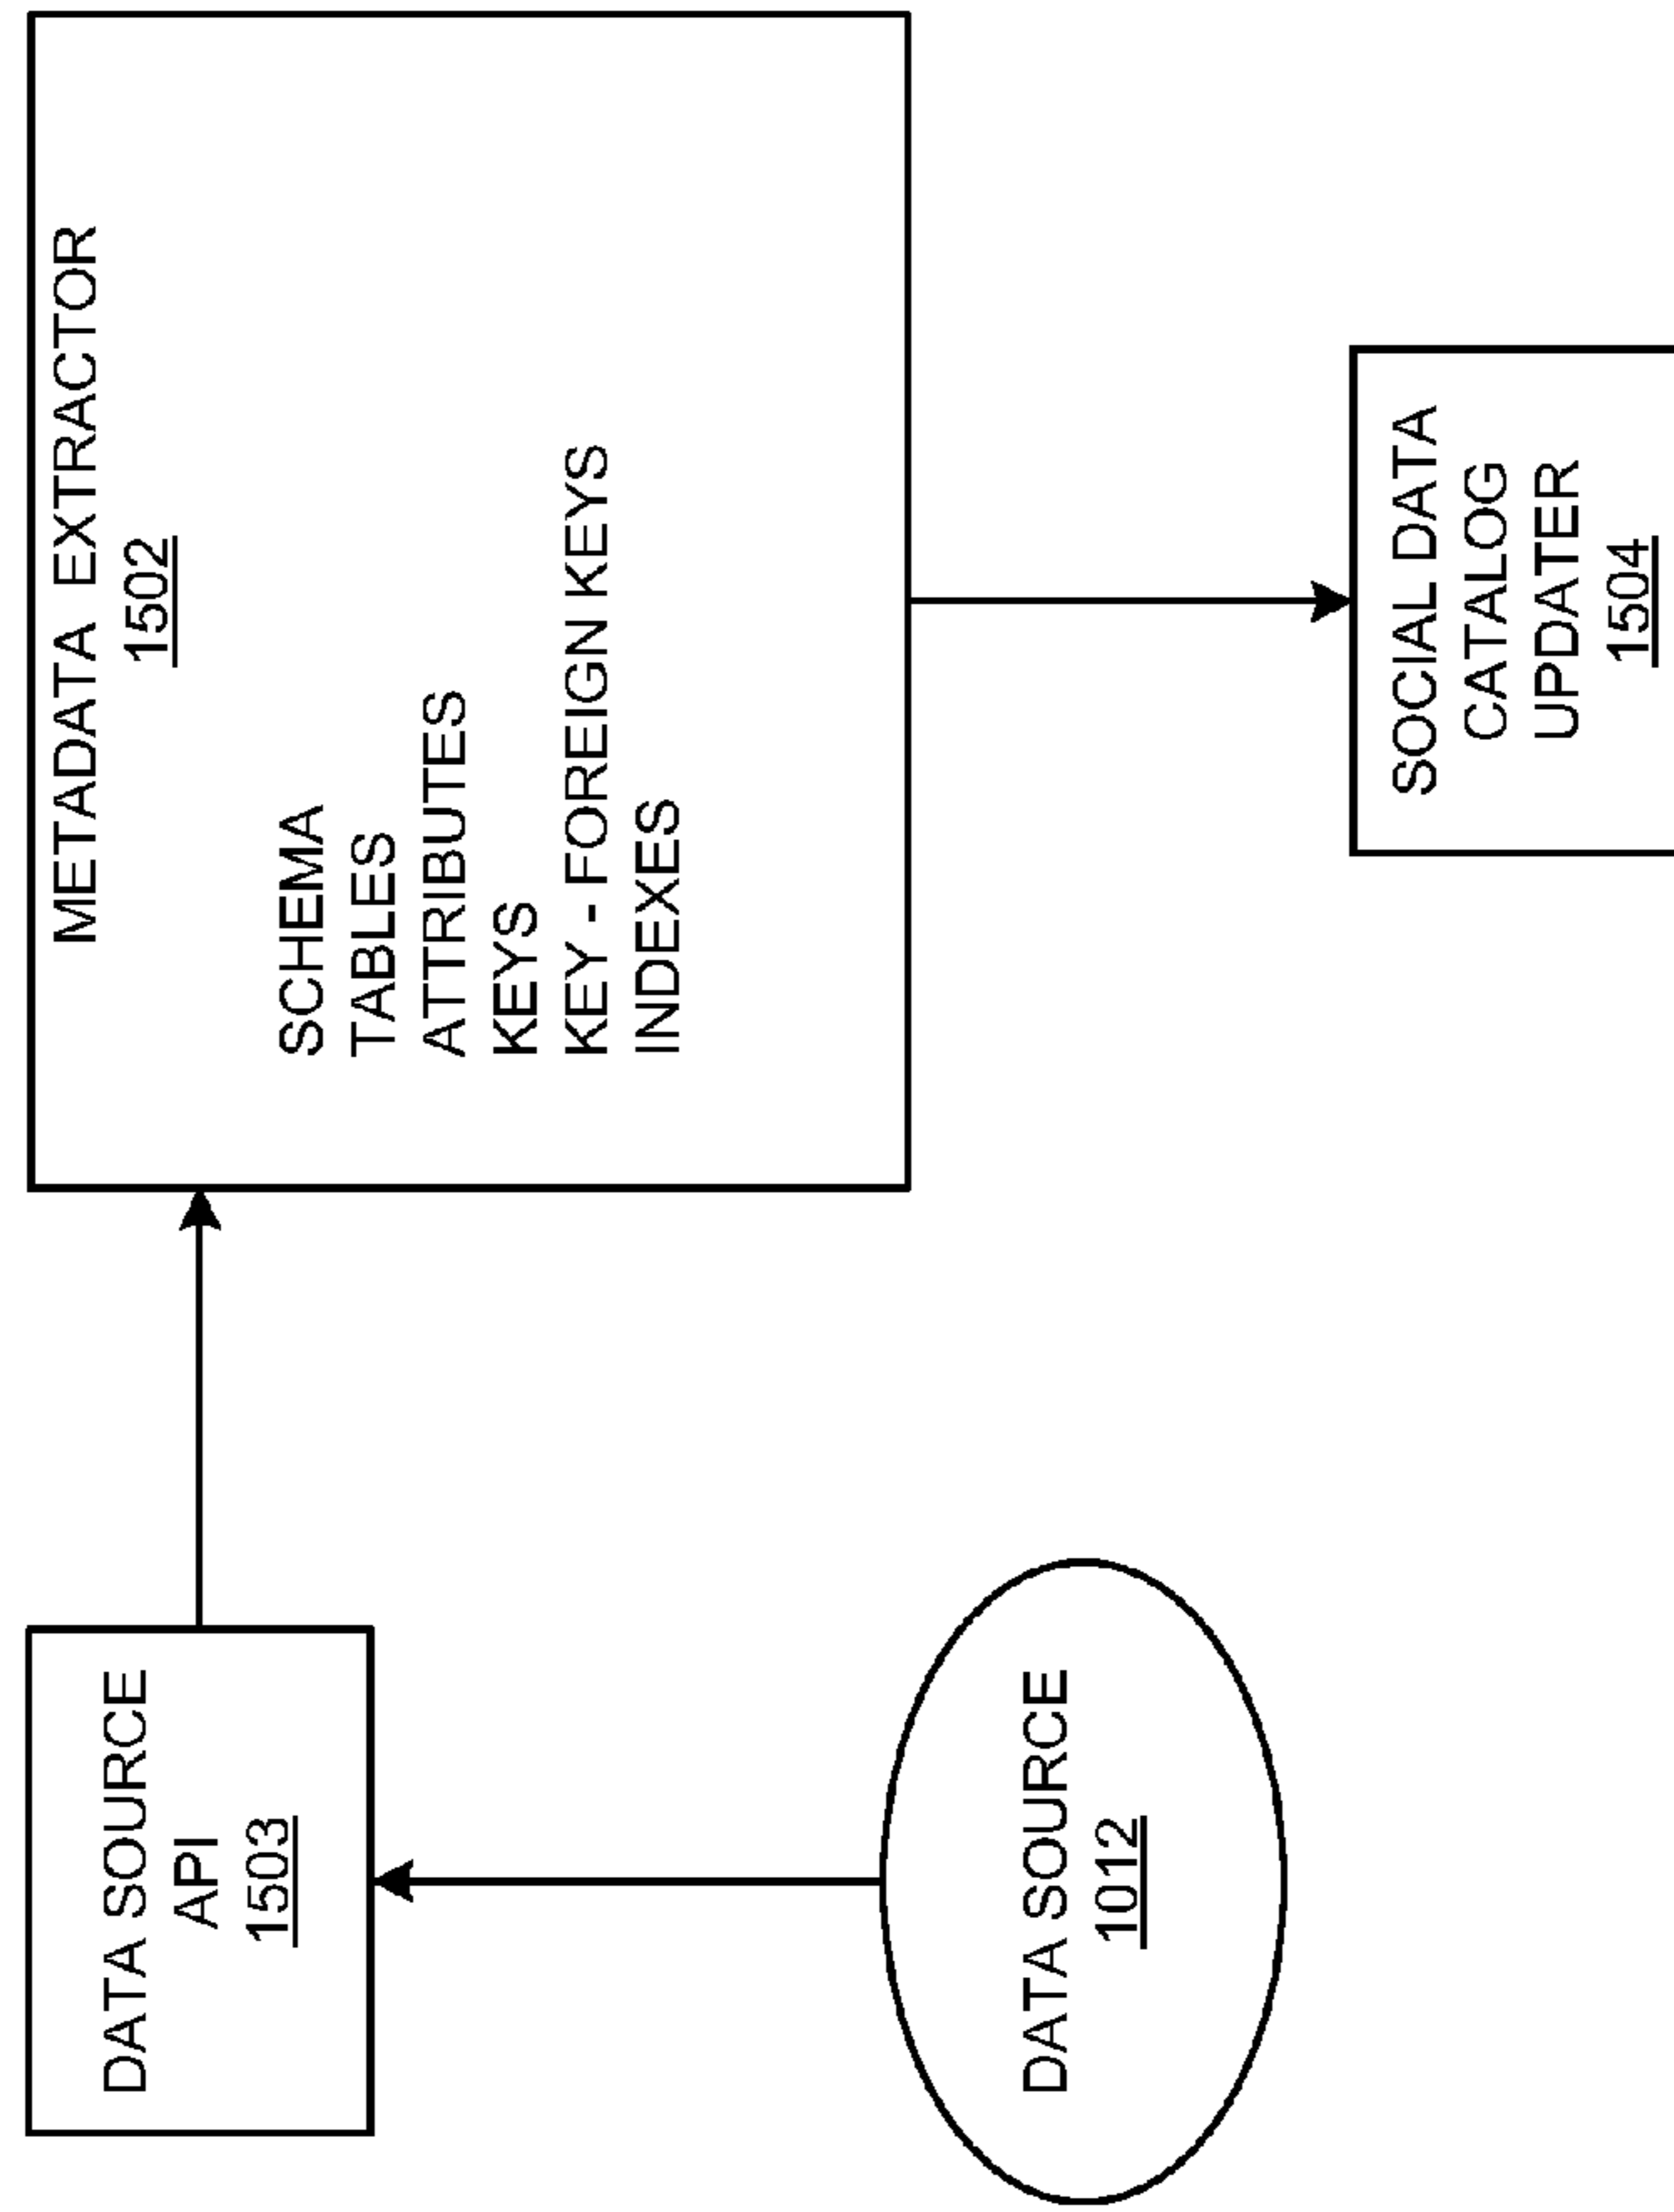 DATA SOURCE
API
1503
METADATA EXTRACTOR
1502
SCHEMA
TABLES
ATTRIBUTES
KEYS
KEY - FOREIGN KEYS
INDEXES
DATA SOURCE
1012
SOCIAL DATA
CATALOG
UPDATER
1504